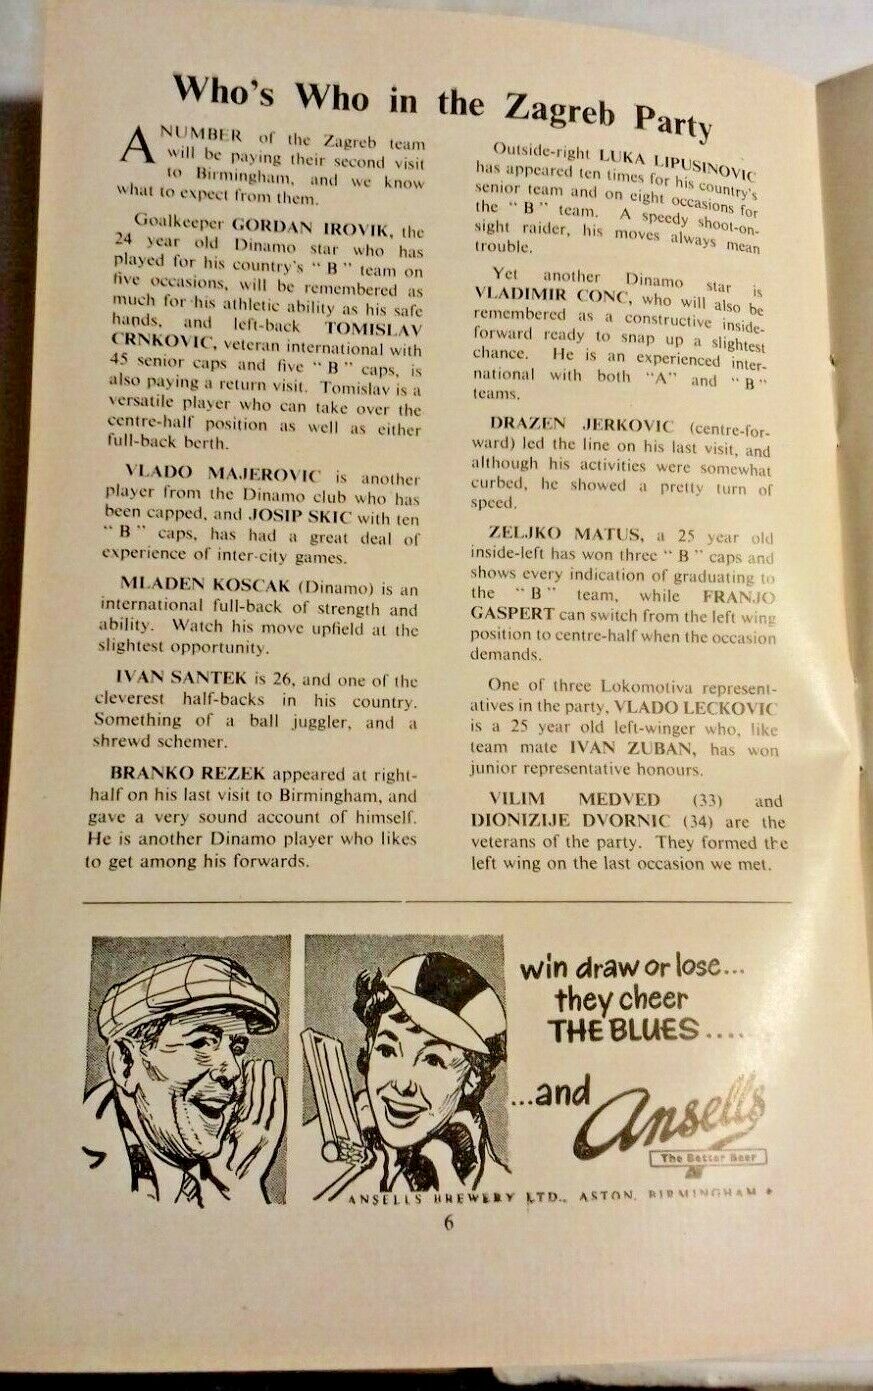 Who's Who in the Zagreb Party
A NUMBER of the Zagreb team
will be paying their second visit
to Birmingham, and we know
what to expect from them.
Goalkeeper GORDAN IROVIK, the
24 year old Dinamo star who has
played for his country's "B" team on
five occasions, will be remembered as
much for his athletic ability as his safe
hands, and left-back TOMISLAV
CRNKOVIC, veteran international with
45 senior caps and five "B" caps, is
also paying a return visit. Tomislav is a
versatile player who can take over the
centre-half position as well as either
full-back berth.
VLADO MAJEROVIC is another
player from the Dinamo club who has
been capped, and JOSIP SKIC with ten
"B" caps, has had a great deal of
experience of inter-city games.
MLADEN KOSCAK (Dinamo) is an
international full-back of strength and
ability. Watch his move upfield at the
slightest opportunity.
IVAN SANTEK is 26, and one of the
cleverest half-backs in his country.
Something of a ball juggler, and a
shrewd schemer.
BRANKO REZEK appeared at right-
half on his last visit to Birmingham, and
gave a very sound account of himself.
He is another Dinamo player who likes
to get among his forwards.
Outside-right LUKA LIPUSINOVIC
has appeared ten times for his country's
senior team and on eight occasions for
the "B" team. A speedy shoot-on-
sight raider, his moves always mean
trouble.
Yet another Dinamo star is
VLADIMIR CONC, who will also be
remembered as a constructive inside-
forward ready to snap up a slightest
chance. He is an experienced inter-
national with both "A" and "B"
teams.
DRAZEN JERKOVIC (centre-for-
ward) led the line on his last visit, and
although his activities were somewhat
curbed, he showed a pretty turn of
speed.
ZELJKO MATUS, a 25 year old
inside-left has won three "B" caps and
shows every indication of graduating to
the "B" team, while FRANJO
GASPERT can switch from the left wing
position to centre-half when the occasion
demands.
One of three Lokomotiva represent-
atives in the party, VLADO LECKOVIC
is a 25 year old left-winger who, like
team mate IVAN ZUBAN, has won
junior representative honours.
VILIM MEDVED (33) and
DIONIZIJE DVORNIC (34) are the
veterans of the party. They formed the
left wing on the last occasion we met.
win draw or lose...
they cheer
THE BLUES.....
...and Ansells
The Better Beer
ANSELLS BREWERY LTD., ASTON, BIRMINGHAM 6
6